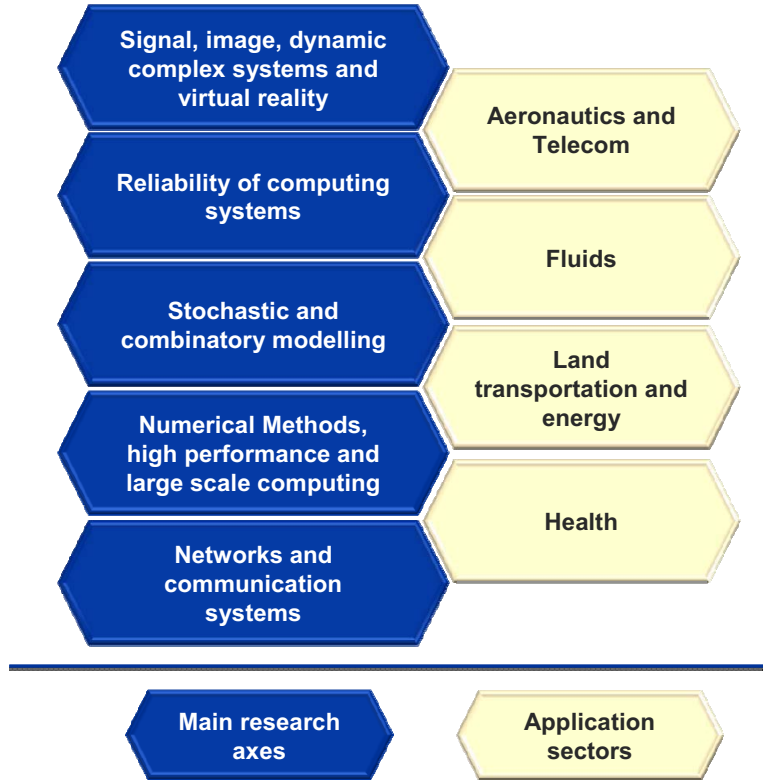 Signal, image, dynamic
complex systems and
virtual reality
Aeronautics and
Telecom
Reliability of computing
systems
Fluids
Stochastic and
combinatory modelling
Land
transportation and
energy
Numerical Methods,
high performance and
large scale computing
Health
Networks and
communication
systems
Main research
axes
Application
sectors